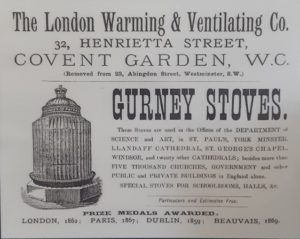 The London Warming & Ventilating Co.
32, HENRIETTA STREET,
COVENT GARDEN, W.C.
(Removed from 23, Abingdon Street, Westminster, S.W.)
GURNEY STOVES.
These Stoves are used in the Offices of the DEPARTMENT of
SCIENCE and ART, in ST. PAUL'S, YORK MINSTER,
LLANDAFF CATHEDRAL, ST. GEORGE'S CHAPEL,
WINDSOR, and twenty other CATHEDRALS; besides more than
FIVE THOUSAND CHURCHES, GOVERNMENT and other
PUBLIC and PRIVATE BUILDINGS in England alone.
SPECIAL STOVES FOR SCHOOLROOMS, HALLS, &c.
Particulars and Estimates Free.
PRIZE MEDALS AWARDED:
LONDON, 1862; PARIS, 1867; DUBLIN, 1859; BEAUVAIS, 1869.